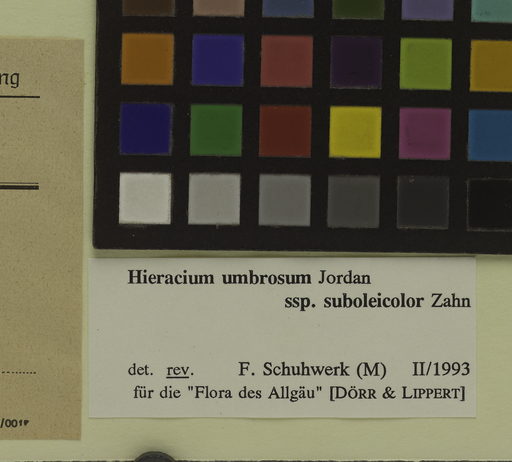 ng
Hieracium umbrosum Jordan
ssp. suboleicolor Zahn
det. rev. F. Schuhwerk (M) II/1993
für die "Flora des Allgäu" [DÖRR & LIPPERT]